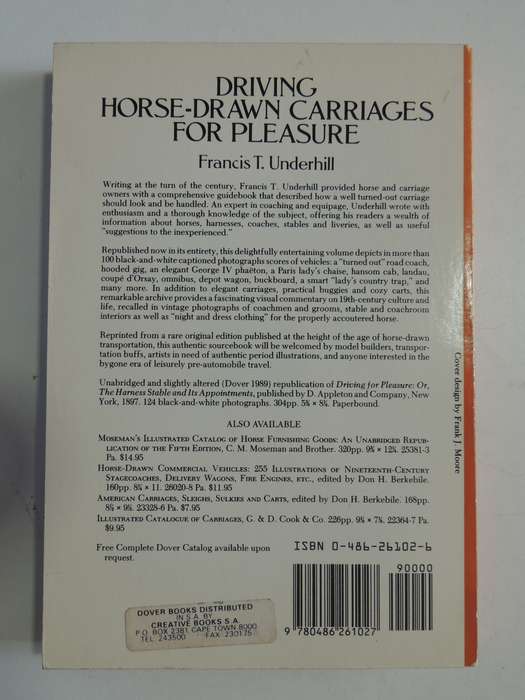 DRIVING
HORSE-DRAWN CARRIAGES
FOR PLEASURE
Francis T. Underhill
Writing at the turn of the century, Francis T. Underhill provided horse and carriage
owners with a comprehensive guidebook that described how a well turned-out carriage
should look and be handled. An expert in coaching and equipage, Underhill wrote with
enthusiasm and a thorough knowledge of the subject, offering his readers a wealth of
information about horses, harnesses, coaches, stables and liveries, as well as useful
"suggestions to the inexperienced."
Republished now in its entirety, this delightfully entertaining volume depicts in more than
100 black-and-white captioned photographs scores of vehicles: a "turned out" road coach,
hooded gig, an elegant George IV phaëton, a Paris lady's chaise, hansom cab, landau,
coupé d'Orsay, omnibus, depot wagon, buckboard, a smart "lady's country trap," and
many more. In addition to elegant carriages, practical buggies and cozy carts, this
remarkable archive provides a fascinating visual commentary on 19th-century culture and
life, recalled in vintage photographs of coachmen and grooms, stable and coachroom
interiors as well as "night and dress clothing" for the properly accoutered horse.
Reprinted from a rare original edition published at the height of the age of horse-drawn
transportation, this authentic sourcebook will be welcomed by model builders, transpor-
tation buffs, artists in need of authentic period illustrations, and anyone interested in the
bygone era of leisurely pre-automobile travel.
Unabridged and slightly altered (Dover 1989) republication of Driving for Pleasure: Or,
The Harness Stable and Its Appointments, published by D. Appleton and Company, New
York, 1897. 124 black-and-white photographs. 304pp. 5⅜ × 8¼. Paperbound.
ALSO AVAILABLE
MOSEMAN'S ILLUSTRATED CATALOG OF HORSE FURNISHING GOODS: AN UNABRIDGED REPUB-
LICATION OF THE FIFTH EDITION, C. M. Moseman and Brother. 320pp. 9⅜ × 12¼. 25381-3
Pa. $14.95
HORSE-DRAWN COMMERCIAL VEHICLES: 255 ILLUSTRATIONS OF NINETEENTH-CENTURY
STAGECOACHES, DELIVERY WAGONS, FIRE ENGINES, ETC., edited by Don H. Berkebile.
160pp. 8⅜ × 11. 26020-8 Pa. $11.95
AMERICAN CARRIAGES, SLEIGHS, SULKIES AND CARTS, edited by Don H. Berkebile. 168pp.
8⅜ × 9¼. 23328-6 Pa. $7.95
ILLUSTRATED CATALOGUE OF CARRIAGES, G. & D. Cook & Co. 226pp. 9⅜ × 7⅜. 22364-7 Pa.
$9.95
Free Complete Dover Catalog available upon
request.
ISBN 0-486-26102-6
90000
9 780486 261027
DOVER BOOKS DISTRIBUTED
IN S.A. BY
CREATIVE BOOKS S.A.
P.O. BOX 2381 CAPE TOWN 8000
TEL 243500 FAX 230175
Cover design by Frank J. Moore